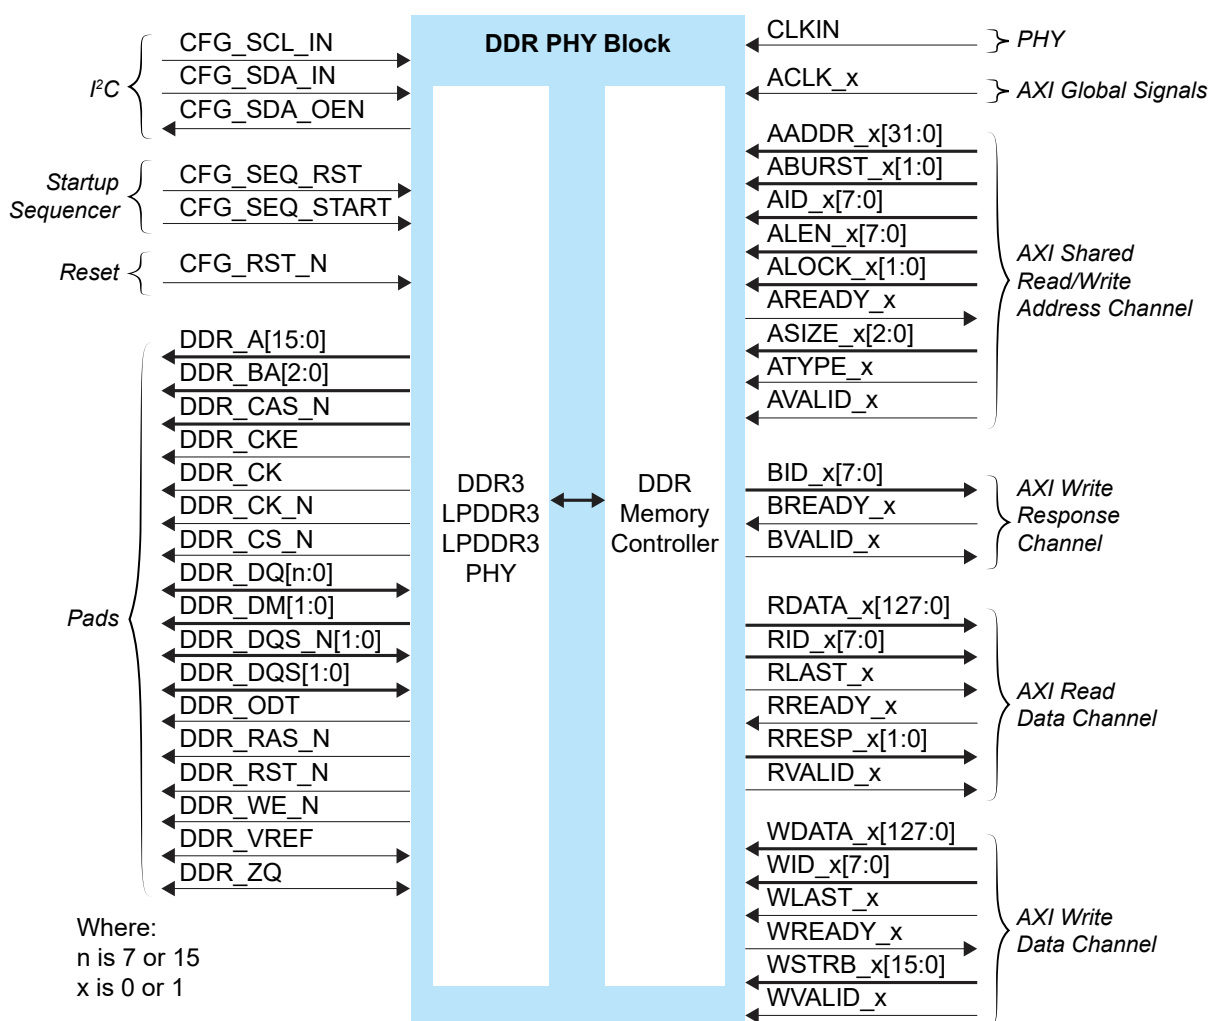 DDR PHY Block
I²C
CFG_SCL_IN
CFG_SDA_IN
CFG_SDA_OEN
Startup
Sequencer
CFG_SEQ_RST
CFG_SEQ_START
Reset
CFG_RST_N
Pads
DDR_A[15:0]
DDR_BA[2:0]
DDR_CAS_N
DDR_CKE
DDR_CK
DDR_CK_N
DDR_CS_N
DDR_DQ[n:0]
DDR_DM[1:0]
DDR_DQS_N[1:0]
DDR_DQS[1:0]
DDR_ODT
DDR_RAS_N
DDR_RST_N
DDR_WE_N
DDR_VREF
DDR_ZQ
Where:
n is 7 or 15
x is 0 or 1
DDR3
LPDDR3
LPDDR3
PHY
DDR
Memory
Controller
CLKIN
PHY
ACLK_x
AXI Global Signals
AADDR_x[31:0]
ABURST_x[1:0]
AID_x[7:0]
ALEN_x[7:0]
ALOCK_x[1:0]
AREADY_x
ASIZE_x[2:0]
ATYPE_x
AVALID_x
AXI Shared
Read/Write
Address Channel
BID_x[7:0]
BREADY_x
BVALID_x
AXI Write
Response
Channel
RDATA_x[127:0]
RID_x[7:0]
RLAST_x
RREADY_x
RRESP_x[1:0]
RVALID_x
AXI Read
Data Channel
WDATA_x[127:0]
WID_x[7:0]
WLAST_x
WREADY_x
WSTRB_x[15:0]
WVALID_x
AXI Write
Data Channel